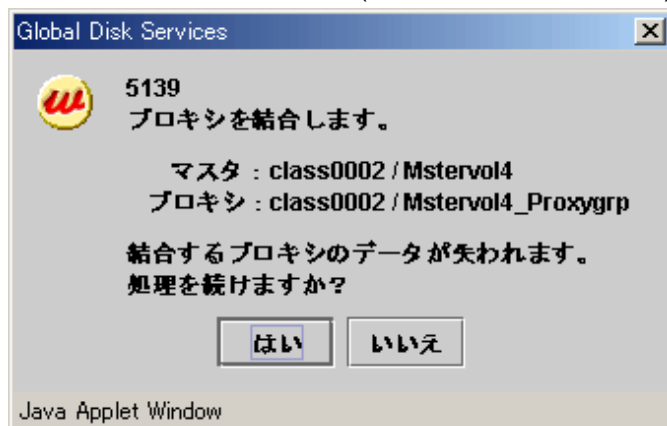 Global Disk Services
5139
プロキシを結合します。
マスタ : class0002 / Mstervol4
プロキシ : class0002 / Mstervol4_Proxygrp
結合するプロキシのデータが失われます。
処理を続けますか?
はい いいえ
Java Applet Window